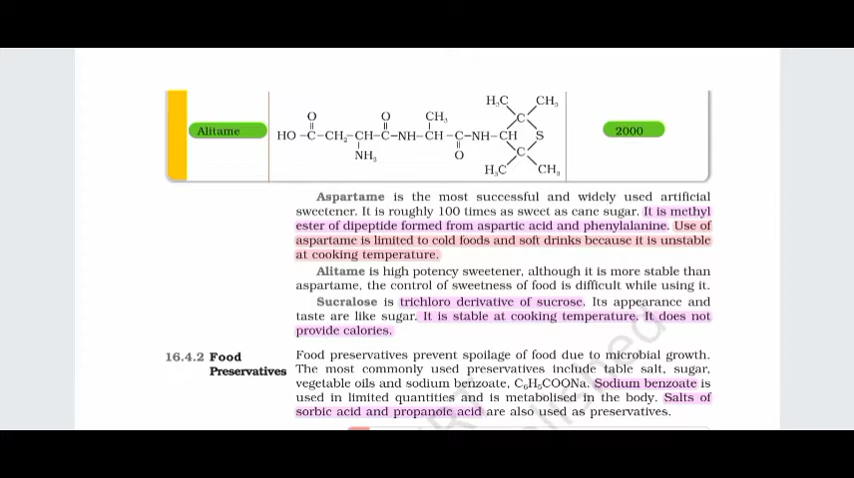 Alitame
H₃C CH₃
O O CH₃ C
HO –C–CH₂–CH–C–NH–CH –C–NH–CH S
NH₂ O C
H₃C CH₃
2000
Aspartame is the most successful and widely used artificial
sweetener. It is roughly 100 times as sweet as cane sugar. It is methyl
ester of dipeptide formed from aspartic acid and phenylalanine. Use of
aspartame is limited to cold foods and soft drinks because it is unstable
at cooking temperature.
Alitame is high potency sweetener, although it is more stable than
aspartame, the control of sweetness of food is difficult while using it.
Sucralose is trichloro derivative of sucrose. Its appearance and
taste are like sugar. It is stable at cooking temperature. It does not
provide calories.
16.4.2 Food
Preservatives
Food preservatives prevent spoilage of food due to microbial growth.
The most commonly used preservatives include table salt, sugar,
vegetable oils and sodium benzoate, C₆H₅COONa. Sodium benzoate is
used in limited quantities and is metabolised in the body. Salts of
sorbic acid and propanoic acid are also used as preservatives.